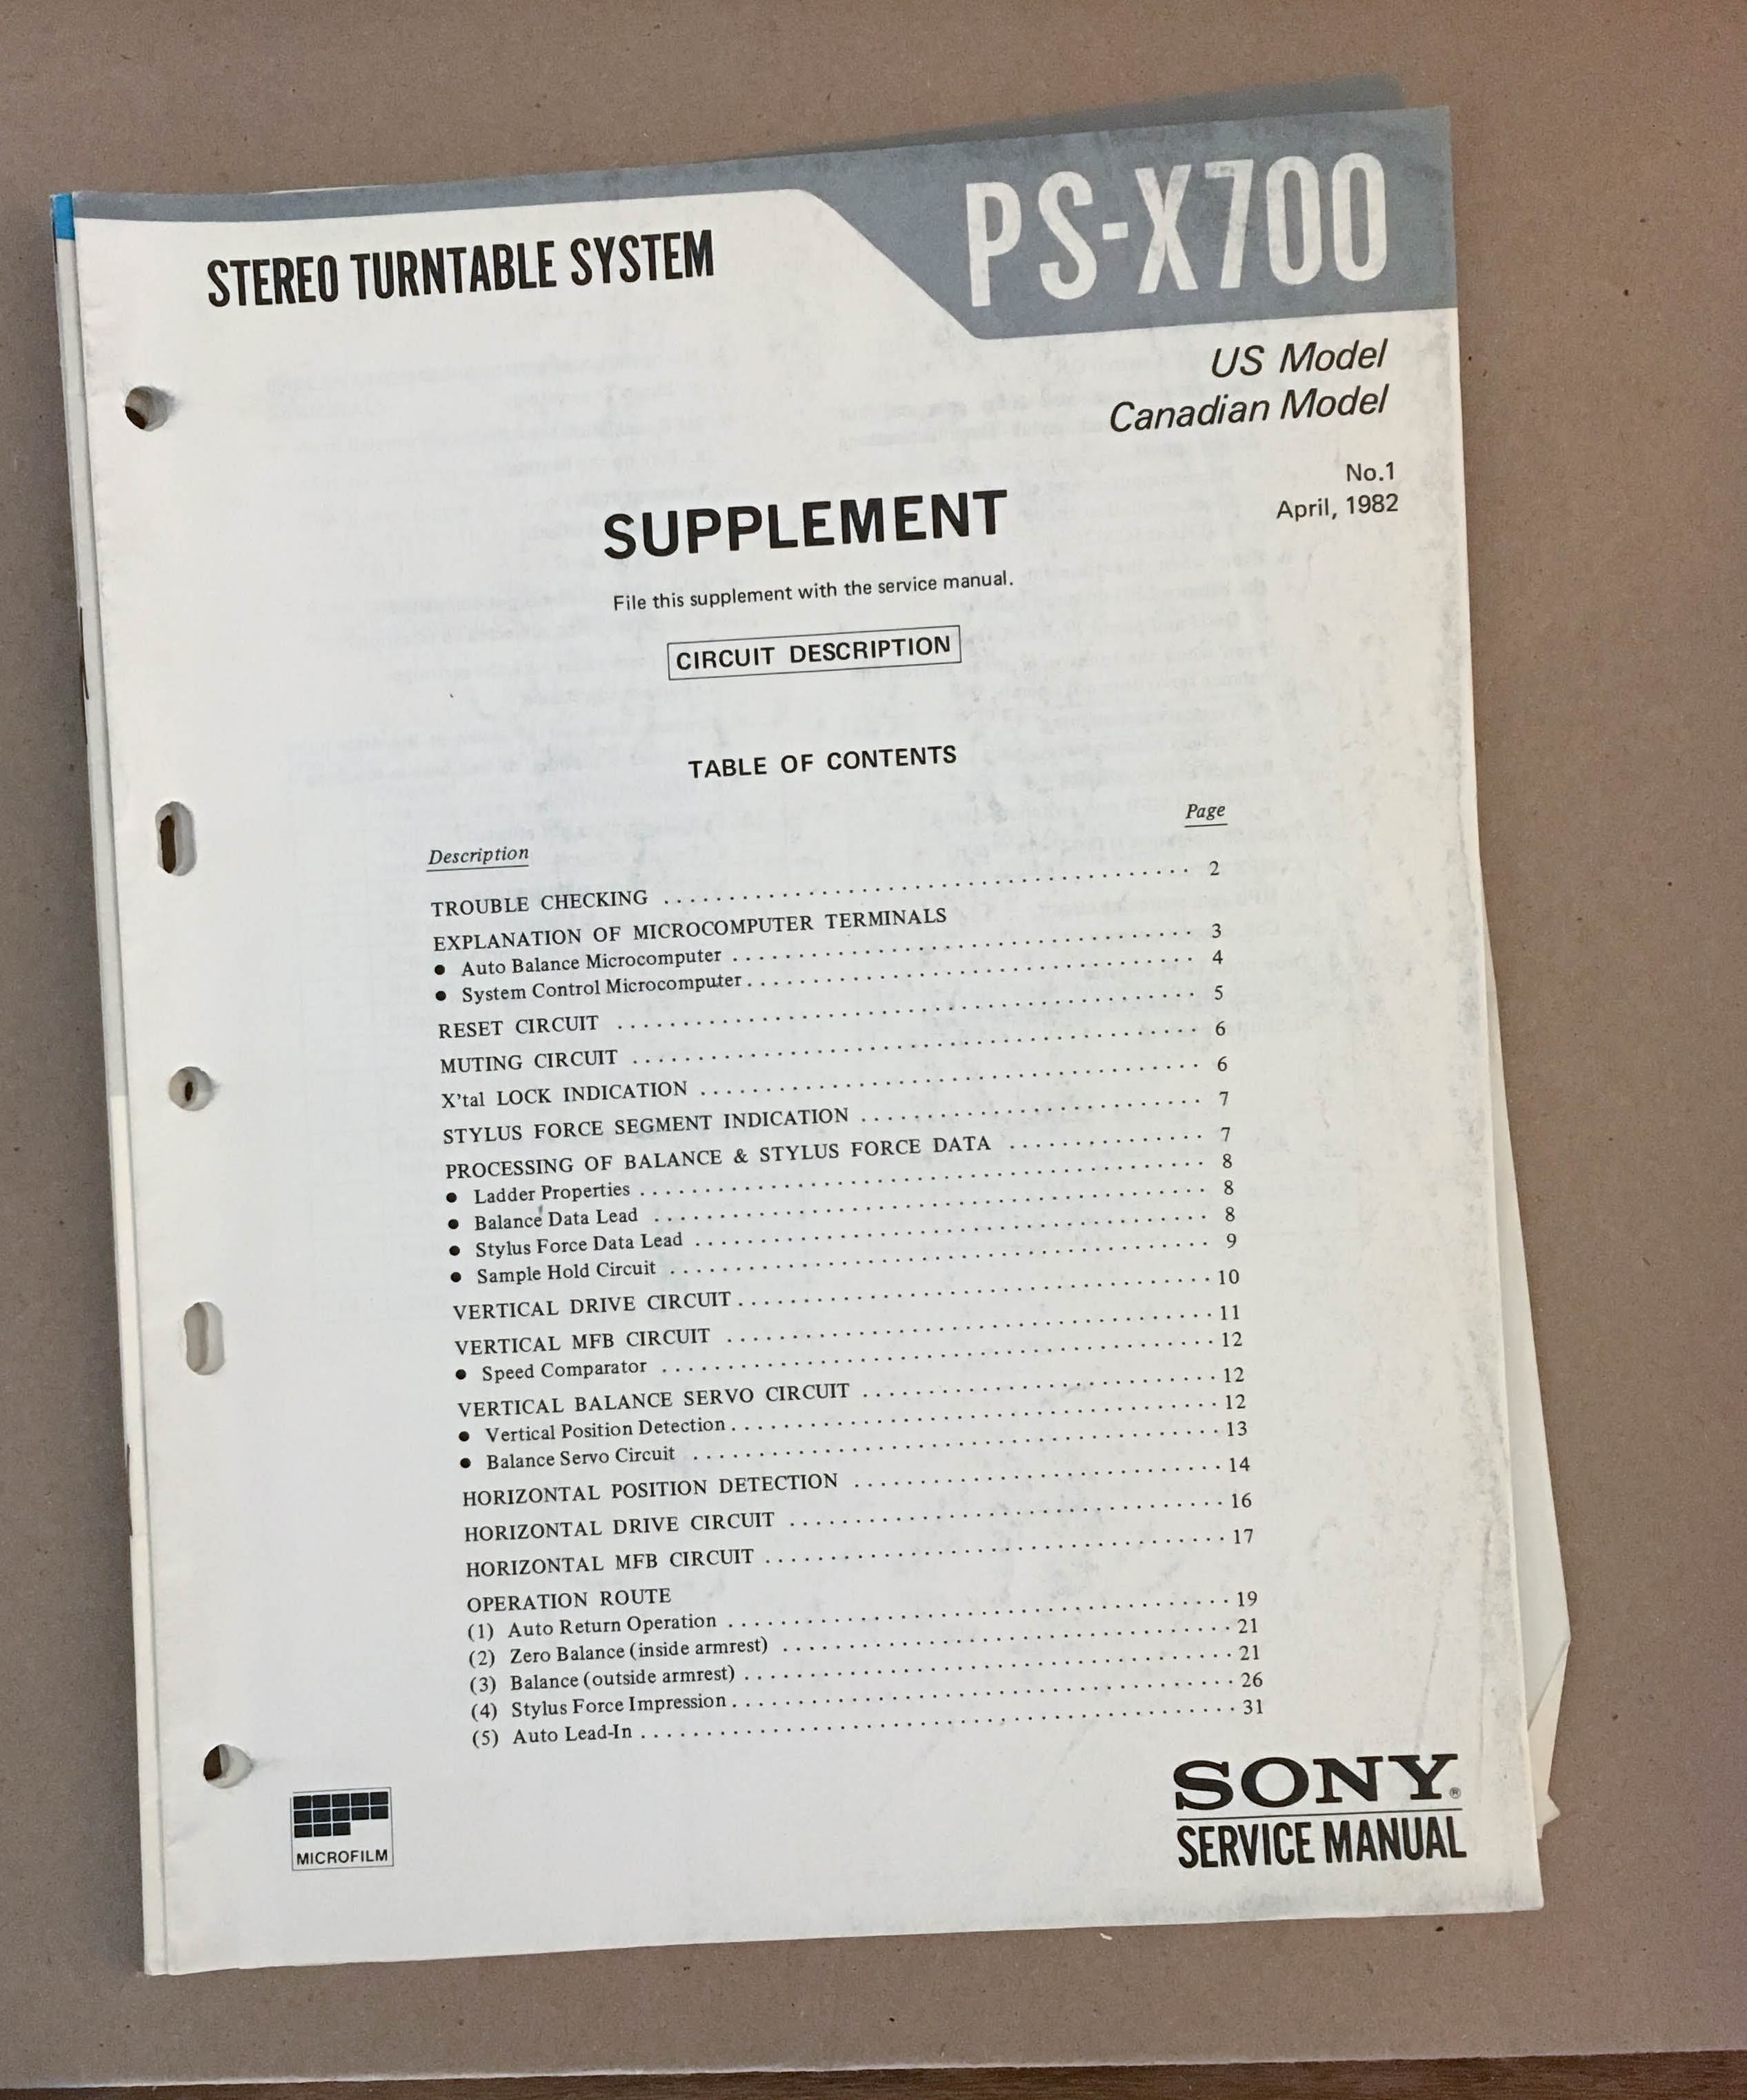 STEREO TURNTABLE SYSTEM
PS-X700
US Model
Canadian Model
No.1
April, 1982
SUPPLEMENT
File this supplement with the service manual.
CIRCUIT DESCRIPTION
TABLE OF CONTENTS
Description Page
TROUBLE CHECKING 2
EXPLANATION OF MICROCOMPUTER TERMINALS
• Auto Balance Microcomputer 3
• System Control Microcomputer 4
RESET CIRCUIT 5
MUTING CIRCUIT 6
X'tal LOCK INDICATION 6
STYLUS FORCE SEGMENT INDICATION 7
PROCESSING OF BALANCE & STYLUS FORCE DATA 7
• Ladder Properties 8
• Balance Data Lead 8
• Stylus Force Data Lead 8
• Sample Hold Circuit 9
VERTICAL DRIVE CIRCUIT 10
VERTICAL MFB CIRCUIT 11
• Speed Comparator 12
VERTICAL BALANCE SERVO CIRCUIT 12
• Vertical Position Detection 12
• Balance Servo Circuit 13
HORIZONTAL POSITION DETECTION 14
HORIZONTAL DRIVE CIRCUIT 16
HORIZONTAL MFB CIRCUIT 17
OPERATION ROUTE
(1) Auto Return Operation 19
(2) Zero Balance (inside armrest) 21
(3) Balance (outside armrest) 21
(4) Stylus Force Impression 26
(5) Auto Lead-In 31
MICROFILM
SONY®
SERVICE MANUAL